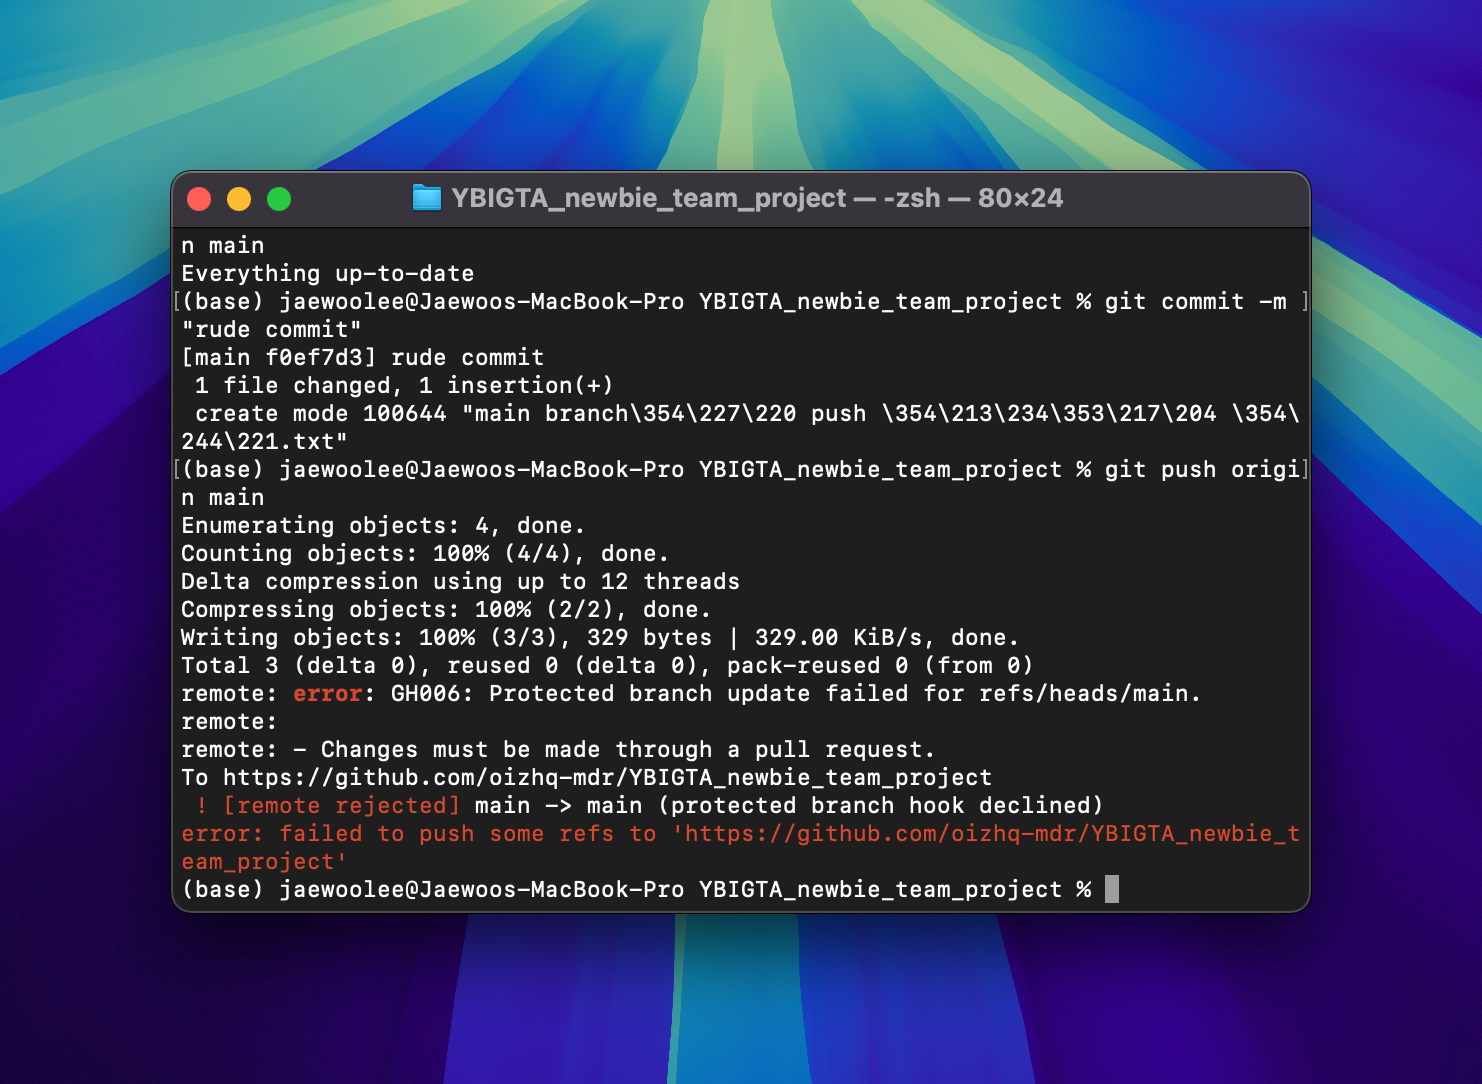 YBIGTA_newbie_team_project — -zsh — 80×24
n main
Everything up-to-date
[(base) jaewoolee@Jaewoos-MacBook-Pro YBIGTA_newbie_team_project % git commit -m ]
"rude commit"
[main f0ef7d3] rude commit
 1 file changed, 1 insertion(+)
 create mode 100644 "main branch\354\227\220 push \354\213\234\353\217\204 \354\
244\221.txt"
[(base) jaewoolee@Jaewoos-MacBook-Pro YBIGTA_newbie_team_project % git push origi]
n main
Enumerating objects: 4, done.
Counting objects: 100% (4/4), done.
Delta compression using up to 12 threads
Compressing objects: 100% (2/2), done.
Writing objects: 100% (3/3), 329 bytes | 329.00 KiB/s, done.
Total 3 (delta 0), reused 0 (delta 0), pack-reused 0 (from 0)
remote: error: GH006: Protected branch update failed for refs/heads/main.
remote:
remote: - Changes must be made through a pull request.
To https://github.com/oizhq-mdr/YBIGTA_newbie_team_project
 ! [remote rejected] main -> main (protected branch hook declined)
error: failed to push some refs to 'https://github.com/oizhq-mdr/YBIGTA_newbie_t
eam_project'
(base) jaewoolee@Jaewoos-MacBook-Pro YBIGTA_newbie_team_project %